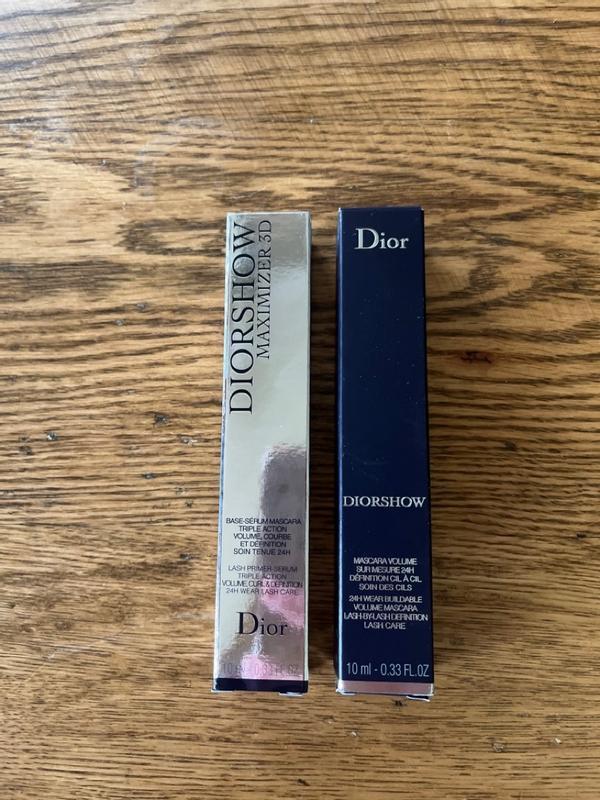 DIORSHOW
MAXIMIZER 3D
BASE-SÉRUM MASCARA
TRIPLE ACTION
VOLUME, COURBE
ET DÉFINITION
SOIN TENUE 24H
LASH PRIMER-SERUM
TRIPLE ACTION
VOLUME, CURL & DEFINITION
24H WEAR LASH CARE
Dior
10 ml - 0.33 FL.OZ
Dior
DIORSHOW
MASCARA VOLUME
SUR MESURE 24H
DÉFINITION CIL À CIL
SOIN DES CILS
24H WEAR BUILDABLE
VOLUME MASCARA
LASH-BY-LASH DEFINITION
LASH CARE
10 ml - 0.33 FL.OZ